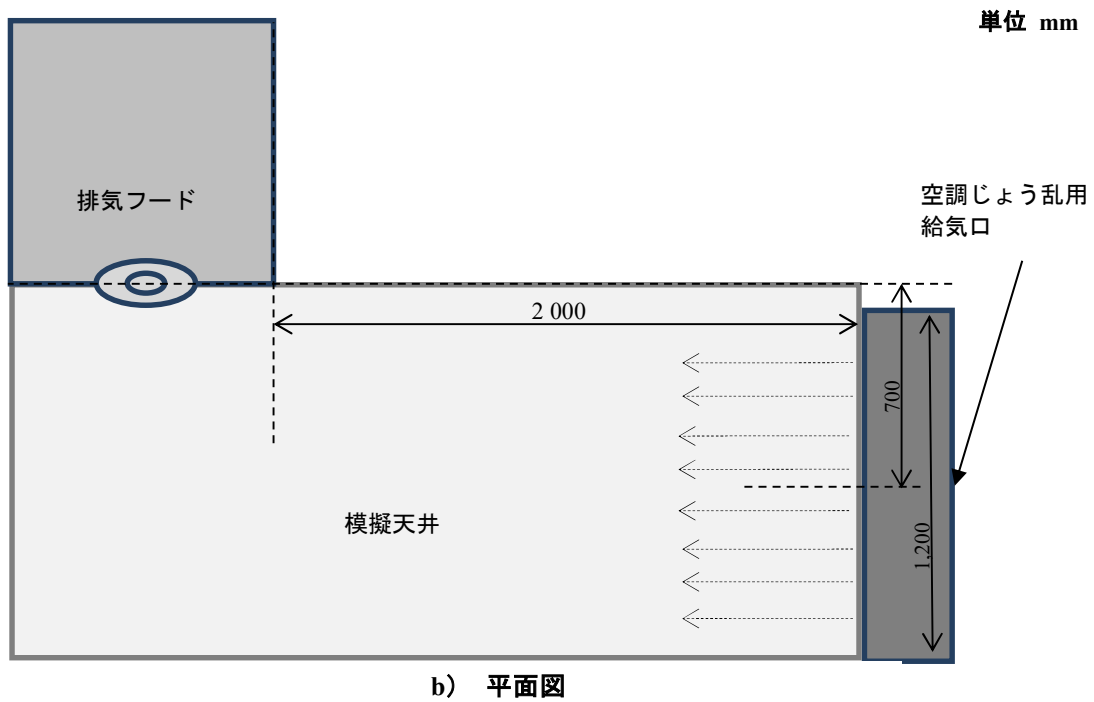 単位 mm
排気フード
空調じょう乱用
給気口
2 000
700
模擬天井
1,200
b） 平面図